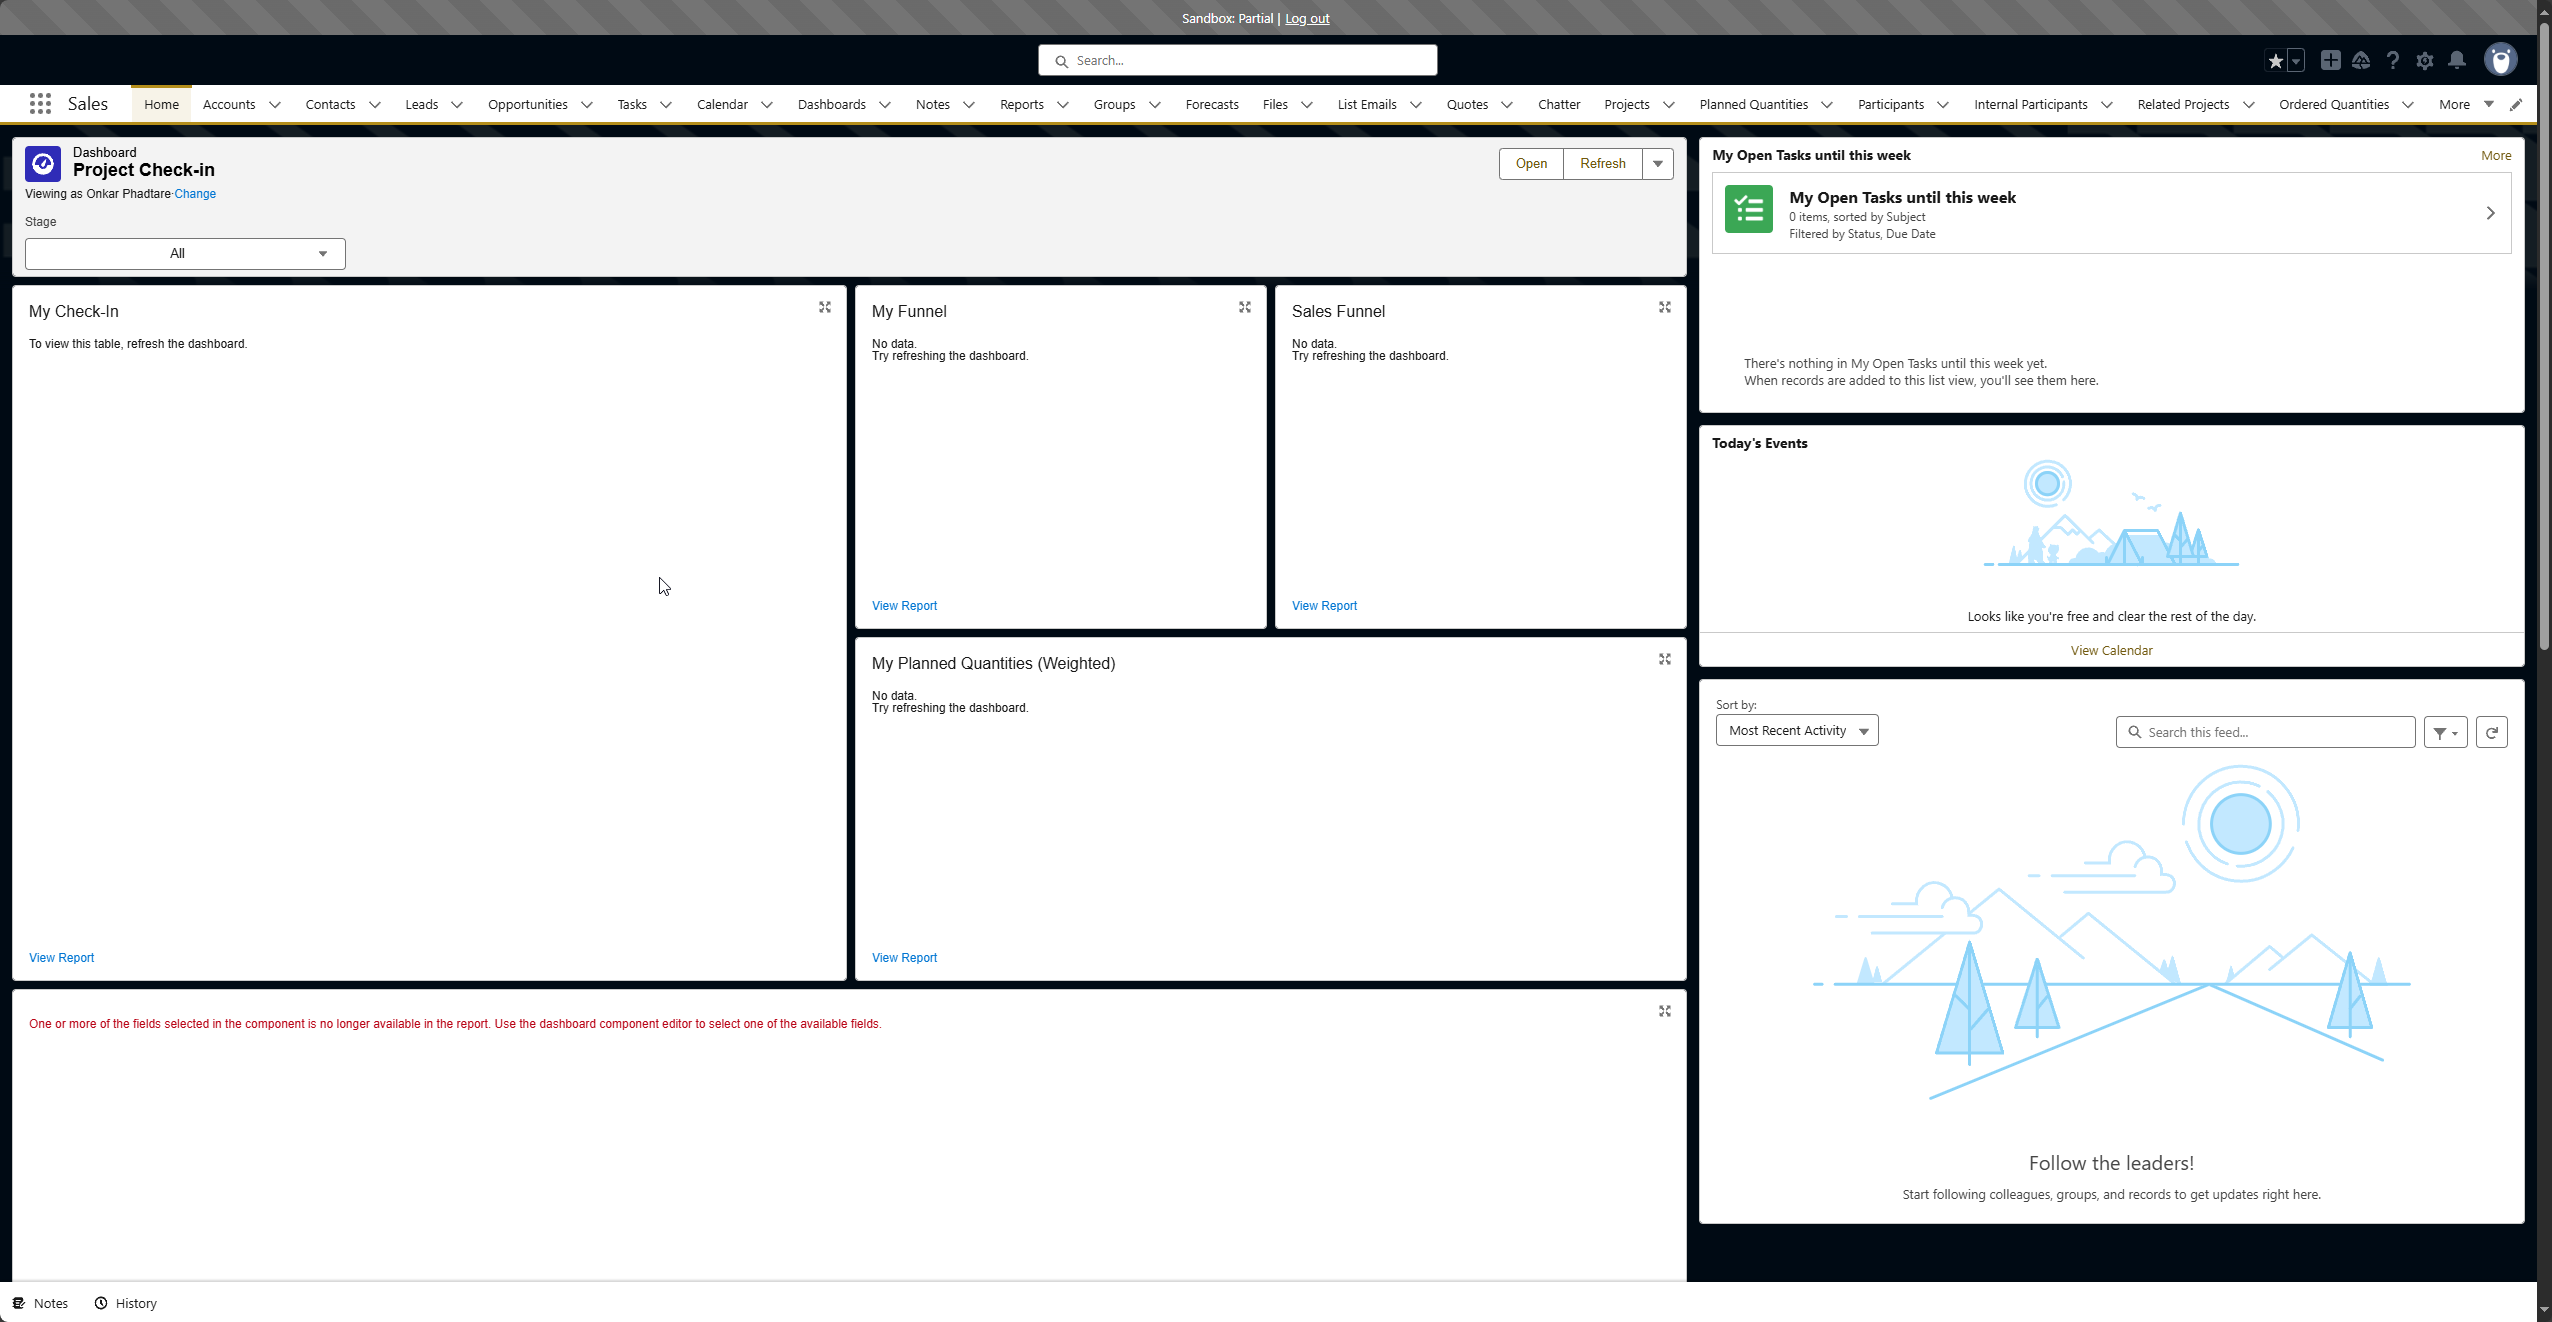 Sandbox: Partial | Log out
Search...
Sales
Home
Accounts
Contacts
Leads
Opportunities
Tasks
Calendar
Dashboards
Notes
Reports
Groups
Forecasts
Files
List Emails
Quotes
Chatter
Projects
Planned Quantities
Participants
Internal Participants
Related Projects
Ordered Quantities
More
Dashboard
Project Check-in
Viewing as Onkar Phadtare·Change
Open
Refresh
Stage
All
My Check-In
To view this table, refresh the dashboard.
View Report
My Funnel
No data.
Try refreshing the dashboard.
View Report
Sales Funnel
No data.
Try refreshing the dashboard.
View Report
My Planned Quantities (Weighted)
No data.
Try refreshing the dashboard.
View Report
One or more of the fields selected in the component is no longer available in the report. Use the dashboard component editor to select one of the available fields.
My Open Tasks until this week
More
My Open Tasks until this week
0 items, sorted by Subject
Filtered by Status, Due Date
There's nothing in My Open Tasks until this week yet.
When records are added to this list view, you'll see them here.
Today's Events
Looks like you're free and clear the rest of the day.
View Calendar
Sort by:
Most Recent Activity
Search this feed...
Follow the leaders!
Start following colleagues, groups, and records to get updates right here.
Notes
History